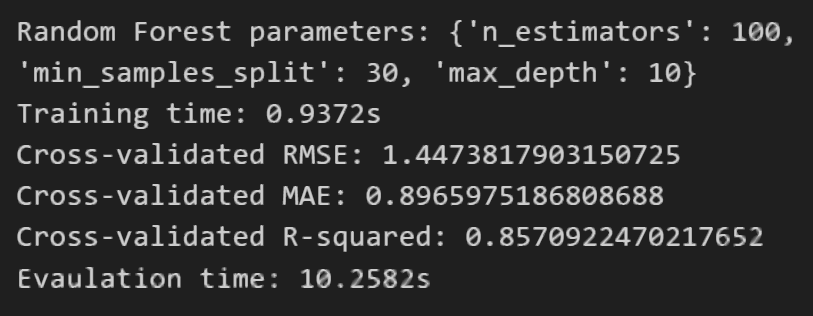 Random Forest parameters: {'n_estimators': 100,
'min_samples_split': 30, 'max_depth': 10}
Training time: 0.9372s
Cross-validated RMSE: 1.4473817903150725
Cross-validated MAE: 0.8965975186808688
Cross-validated R-squared: 0.8570922470217652
Evaulation time: 10.2582s